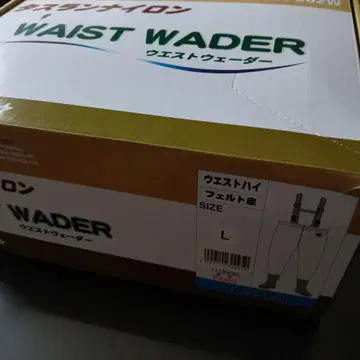 タスランナイロン
WAIST WADER
ウエストウェーダー
イロン
WADER
ウエストウェーダー
ウエストハイ
フェルト底
SIZE
L